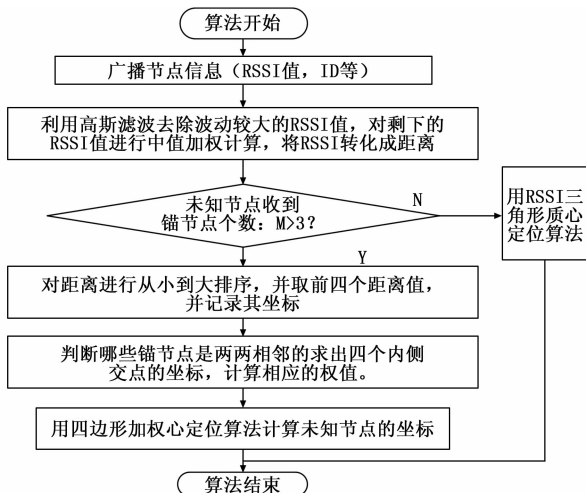 算法开始
广播节点信息（RSSI值，ID等）
利用高斯滤波去除波动较大的RSSI值，对剩下的
RSSI值进行中值加权计算，将RSSI转化成距离
未知节点收到
锚节点个数：M>3？
N
用RSSI三
角形质心
定位算法
Y
对距离进行从小到大排序，并取前四个距离值，
并记录其坐标
判断哪些锚节点是两两相邻的求出四个内侧
交点的坐标，计算相应的权值。
用四边形加权心定位算法计算未知节点的坐标
算法结束